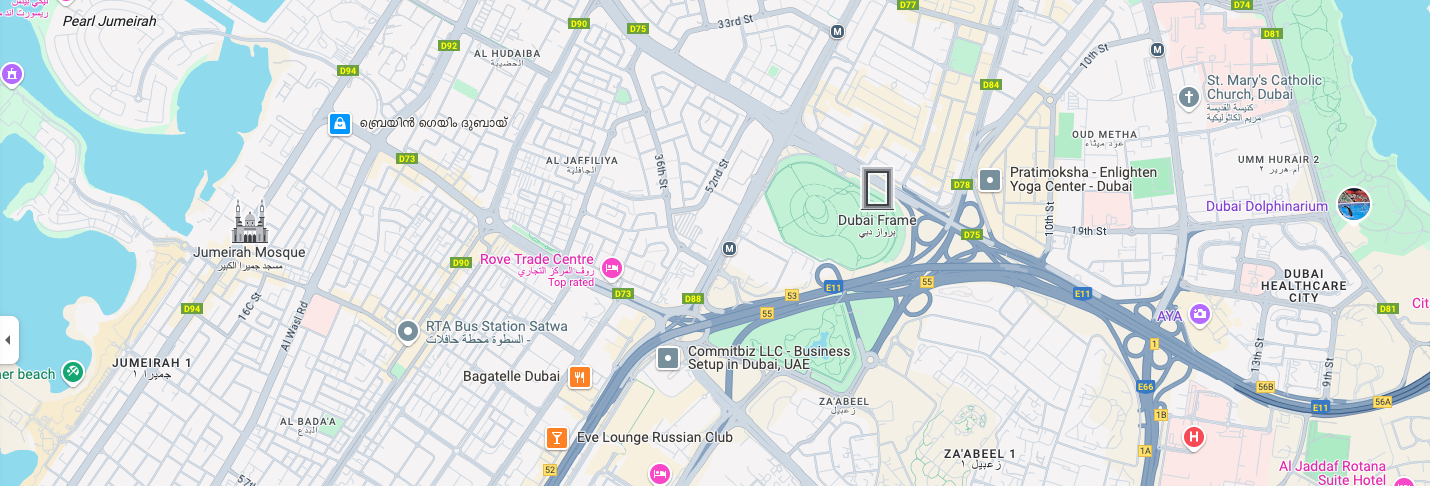 ليكي بيتش
ريسورت اند
Pearl Jumeirah
D90
D75
33rd St
D77
D74
D81
M
D92
AL HUDAIBA
الحضيبة
D94
10th St
M
D84
St. Mary's Catholic
Church, Dubai
كنيسة القديسة
مريم الكاثوليكية
ബ്രെയിൻ ഗെയിം ദുബായ്
OUD METHA
عود ميثاء
D73
AL JAFFILIYA
الجافلية
36th St
52nd St
UMM HURAIR 2
أم هرير ٢
Pratimoksha - Enlighten
Yoga Center - Dubai
D78
Dubai Dolphinarium
Dubai Frame
برواز دبي
10th St
19th St
D75
Jumeirah Mosque
مسجد جميرا الكبير
M
D90
Rove Trade Centre
روف المركز التجاري
Top rated
DUBAI
HEALTHCARE
CITY
D94
16C St
Al Wasl Rd
D73
D88
53
E11
55
E11
55
D81
Cit
AYA
RTA Bus Station Satwa
السطوة محطة حافلات -
1
13th St
9th St
JUMEIRAH 1
جميرا ١
Commitbiz LLC - Business
Setup in Dubai, UAE
ner beach
Bagatelle Dubai
E66
56B
56A
E11
ZA'ABEEL
زعبيل
1B
AL BADA'A
البدع
Eve Lounge Russian Club
H
1A
ZA'ABEEL 1
زعبيل ١
52
57th
Al Jaddaf Rotana
Suite Hotel